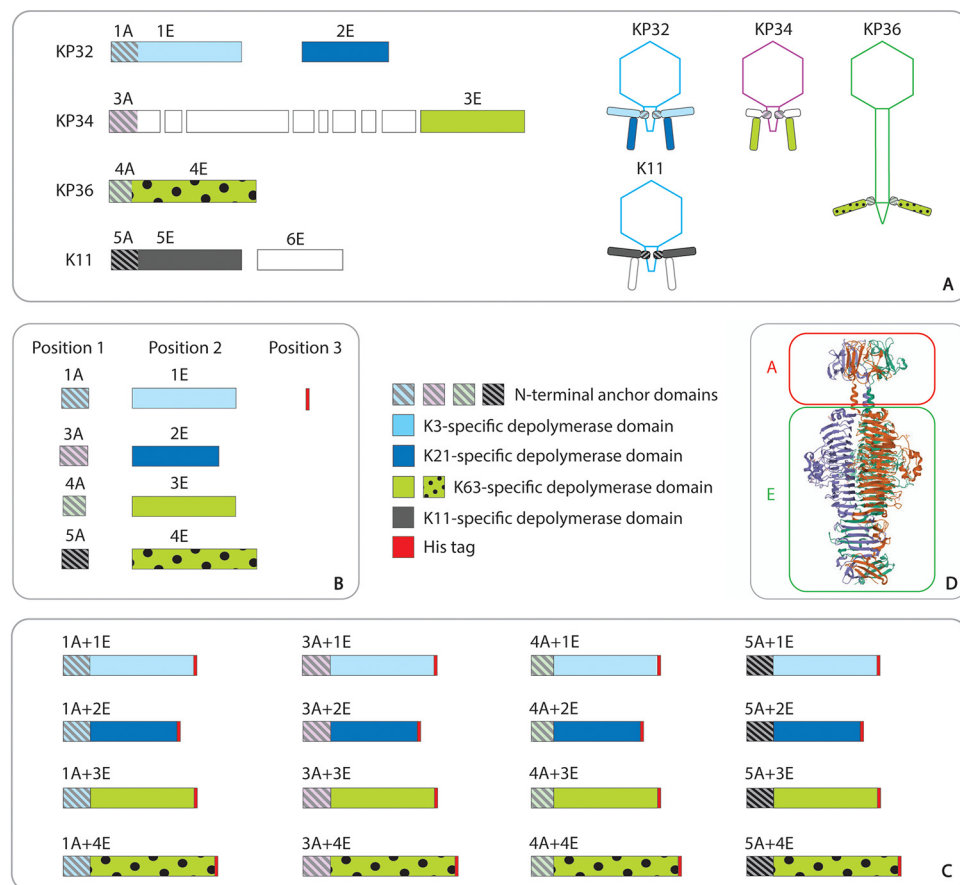 1A 1E 2E
KP32
3A 3E
KP34
4A 4E
KP36
5A 5E 6E
K11
KP32 KP34 KP36
K11
A
Position 1 Position 2 Position 3
1A 1E
3A 2E
4A 3E
5A 4E
B
N-terminal anchor domains
K3-specific depolymerase domain
K21-specific depolymerase domain
K63-specific depolymerase domain
K11-specific depolymerase domain
His tag
A
E
D
1A+1E 3A+1E 4A+1E 5A+1E
1A+2E 3A+2E 4A+2E 5A+2E
1A+3E 3A+3E 4A+3E 5A+3E
1A+4E 3A+4E 4A+4E 5A+4E
C